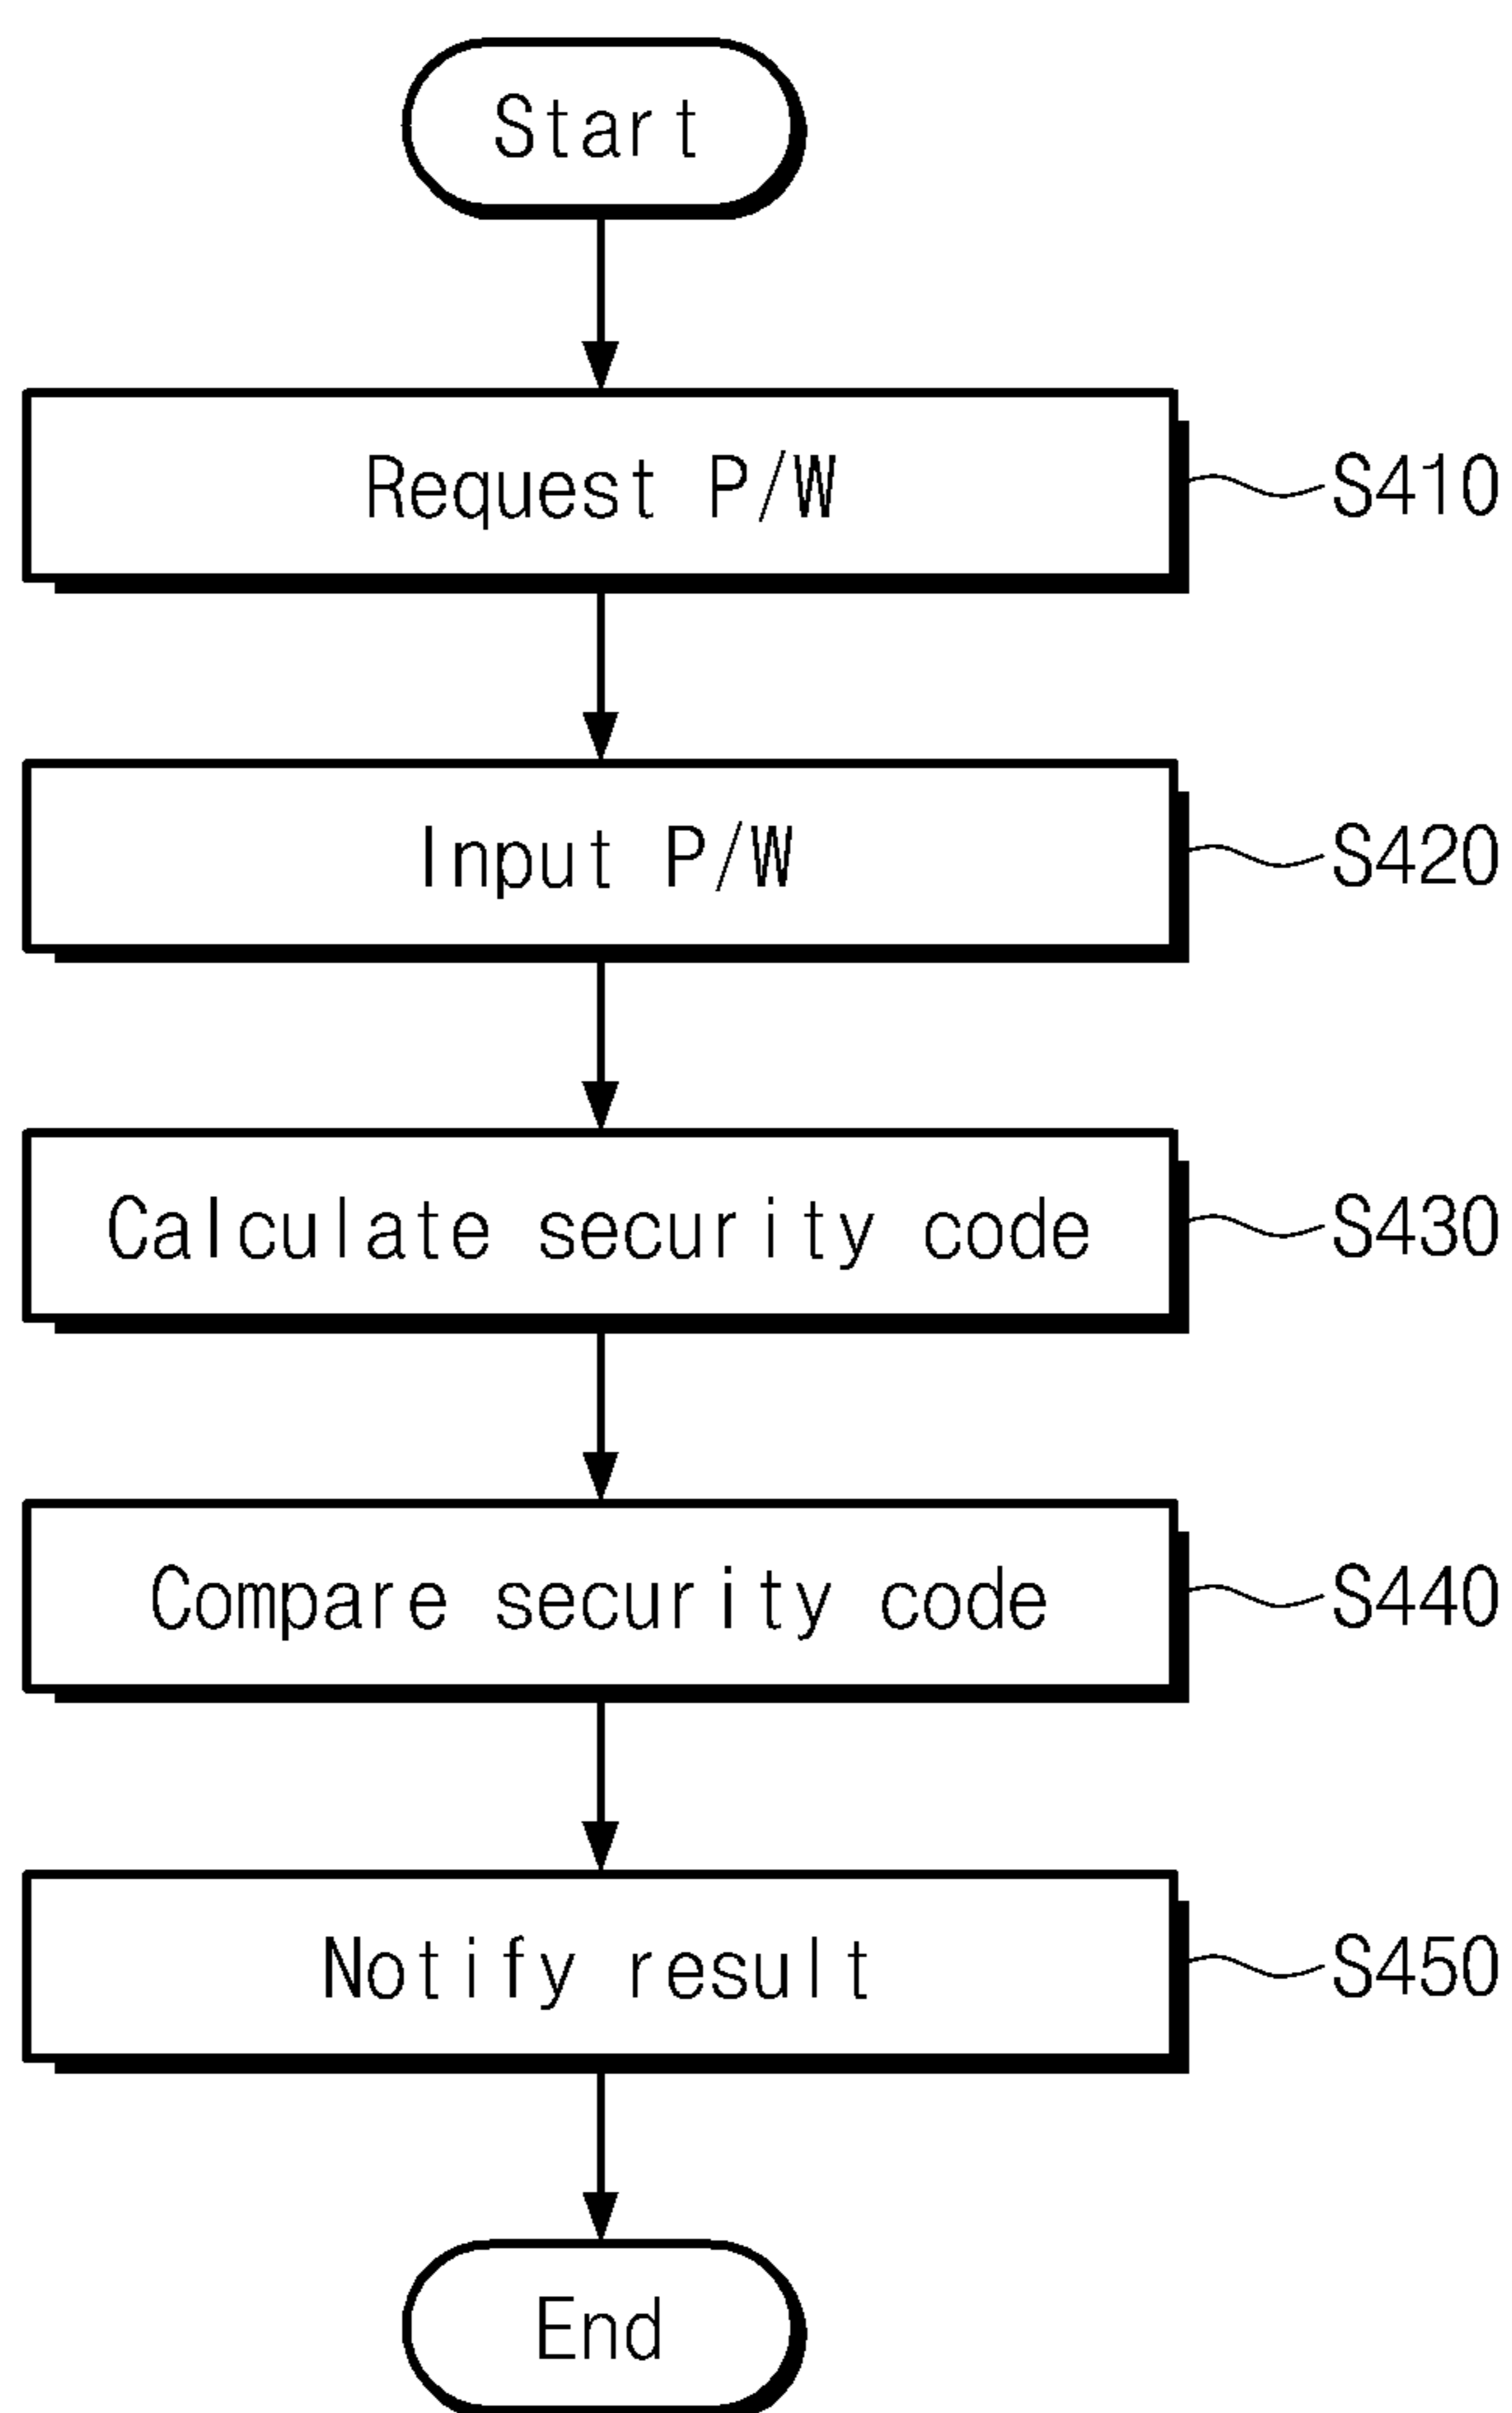 Start
Request P/W
S410
Input P/W
S420
Calculate security code
S430
Compare security code
S440
Notify result
S450
End